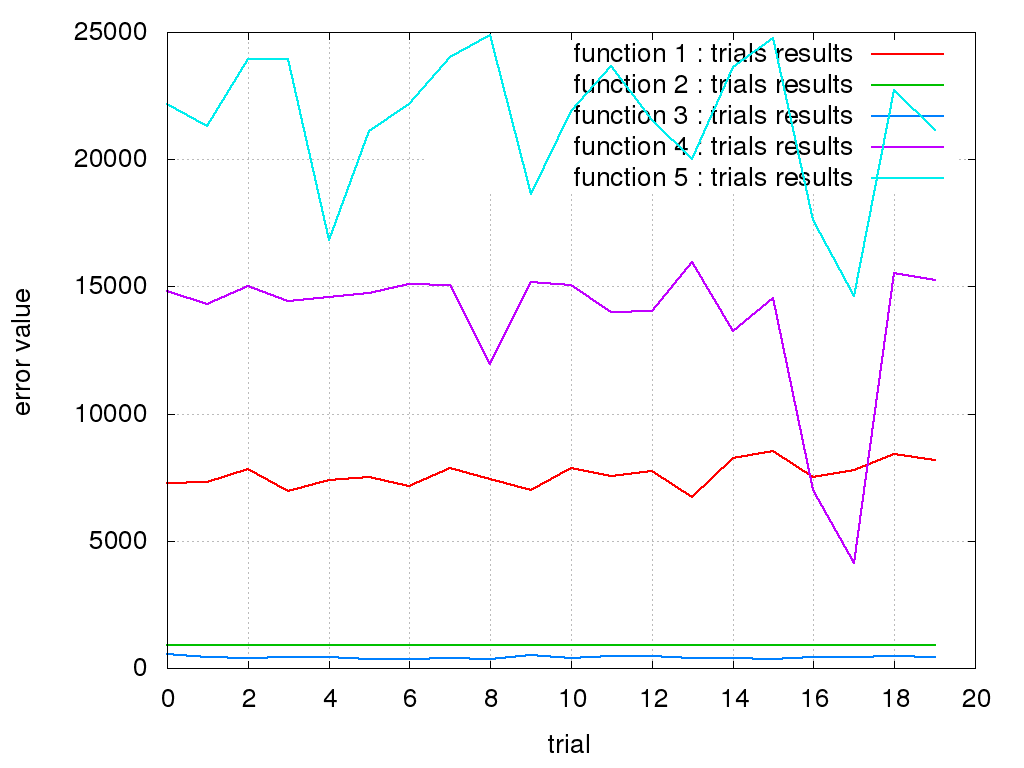 25000
20000
15000
10000
5000
0
error value
function 1 : trials results
function 2 : trials results
function 3 : trials results
function 4 : trials results
function 5 : trials results
0 2 4 6 8 10 12 14 16 18 20
trial